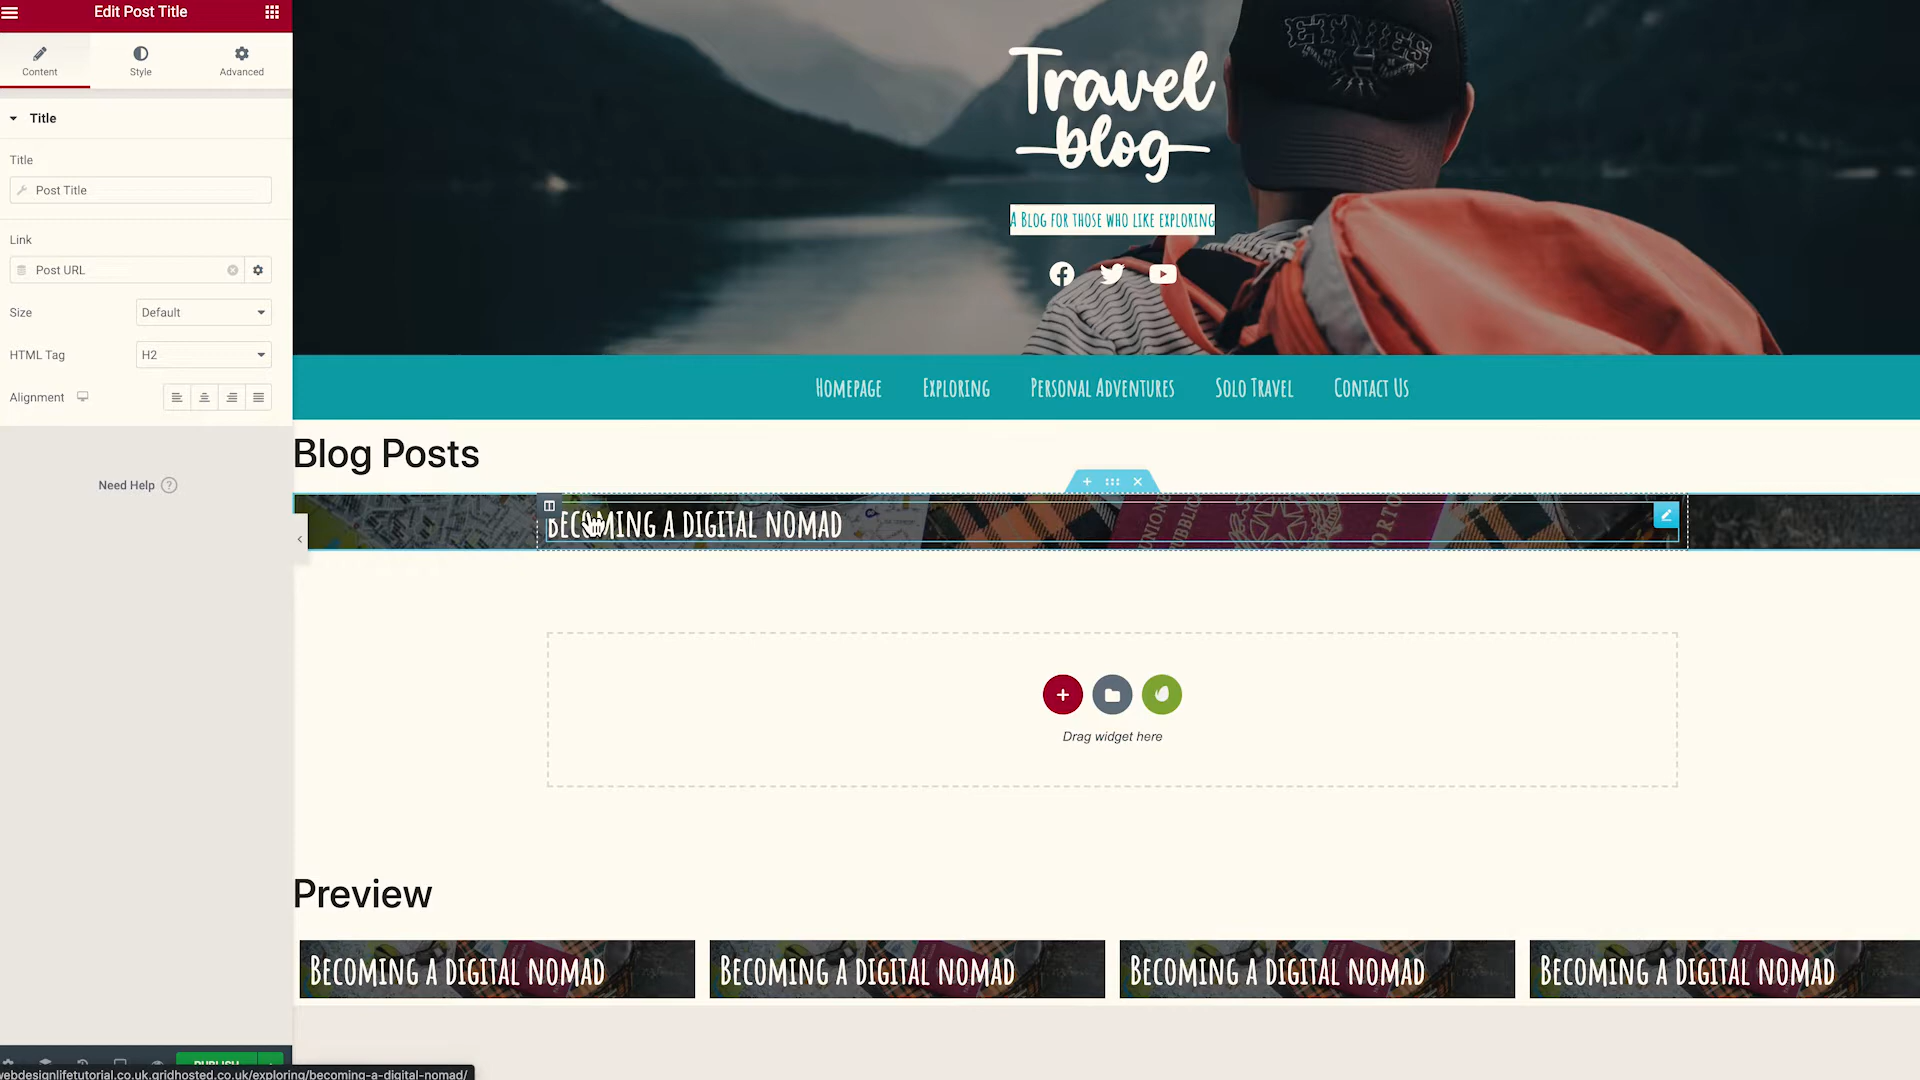 Edit Post Title
Content
Style
Advanced
Title
Title
Post Title
Link
Post URL
Size
Default
HTML Tag
H2
Alignment
Need Help
?
PUBLISH
webdesignlifetutorial.co.uk.gridhosted.co.uk/exploring/becoming-a-digital-nomad/
ETNIES
Travel
blog
A Blog for those who like exploring
Homepage
Exploring
Personal Adventures
Solo Travel
Contact Us
Blog Posts
Becoming a digital nomad
Drag widget here
Preview
Becoming a digital nomad
Becoming a digital nomad
Becoming a digital nomad
Becoming a digital nomad